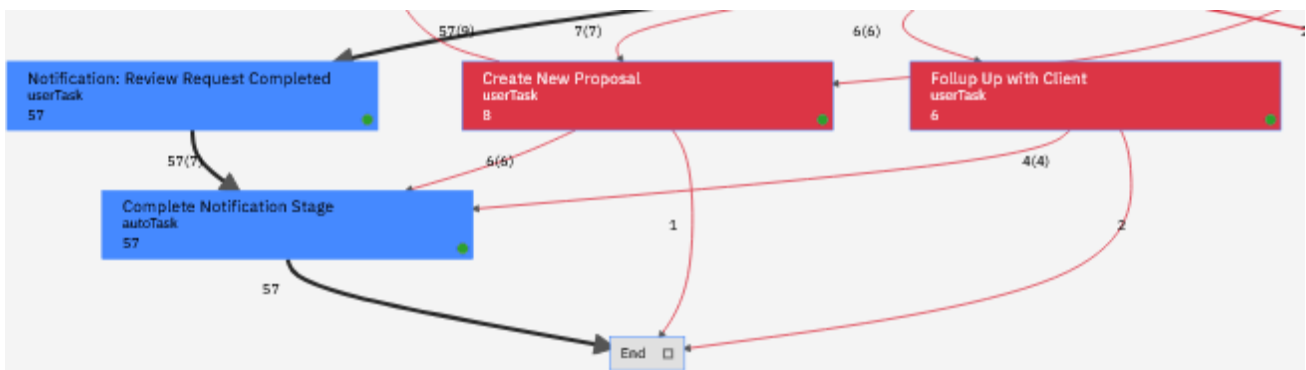 57(9)
7(7)
6(6)
Notification: Review Request Completed
userTask
57
Create New Proposal
userTask
8
Follup Up with Client
userTask
6
57(7)
6(6)
4(4)
Complete Notification Stage
autoTask
57
1
2
57
End